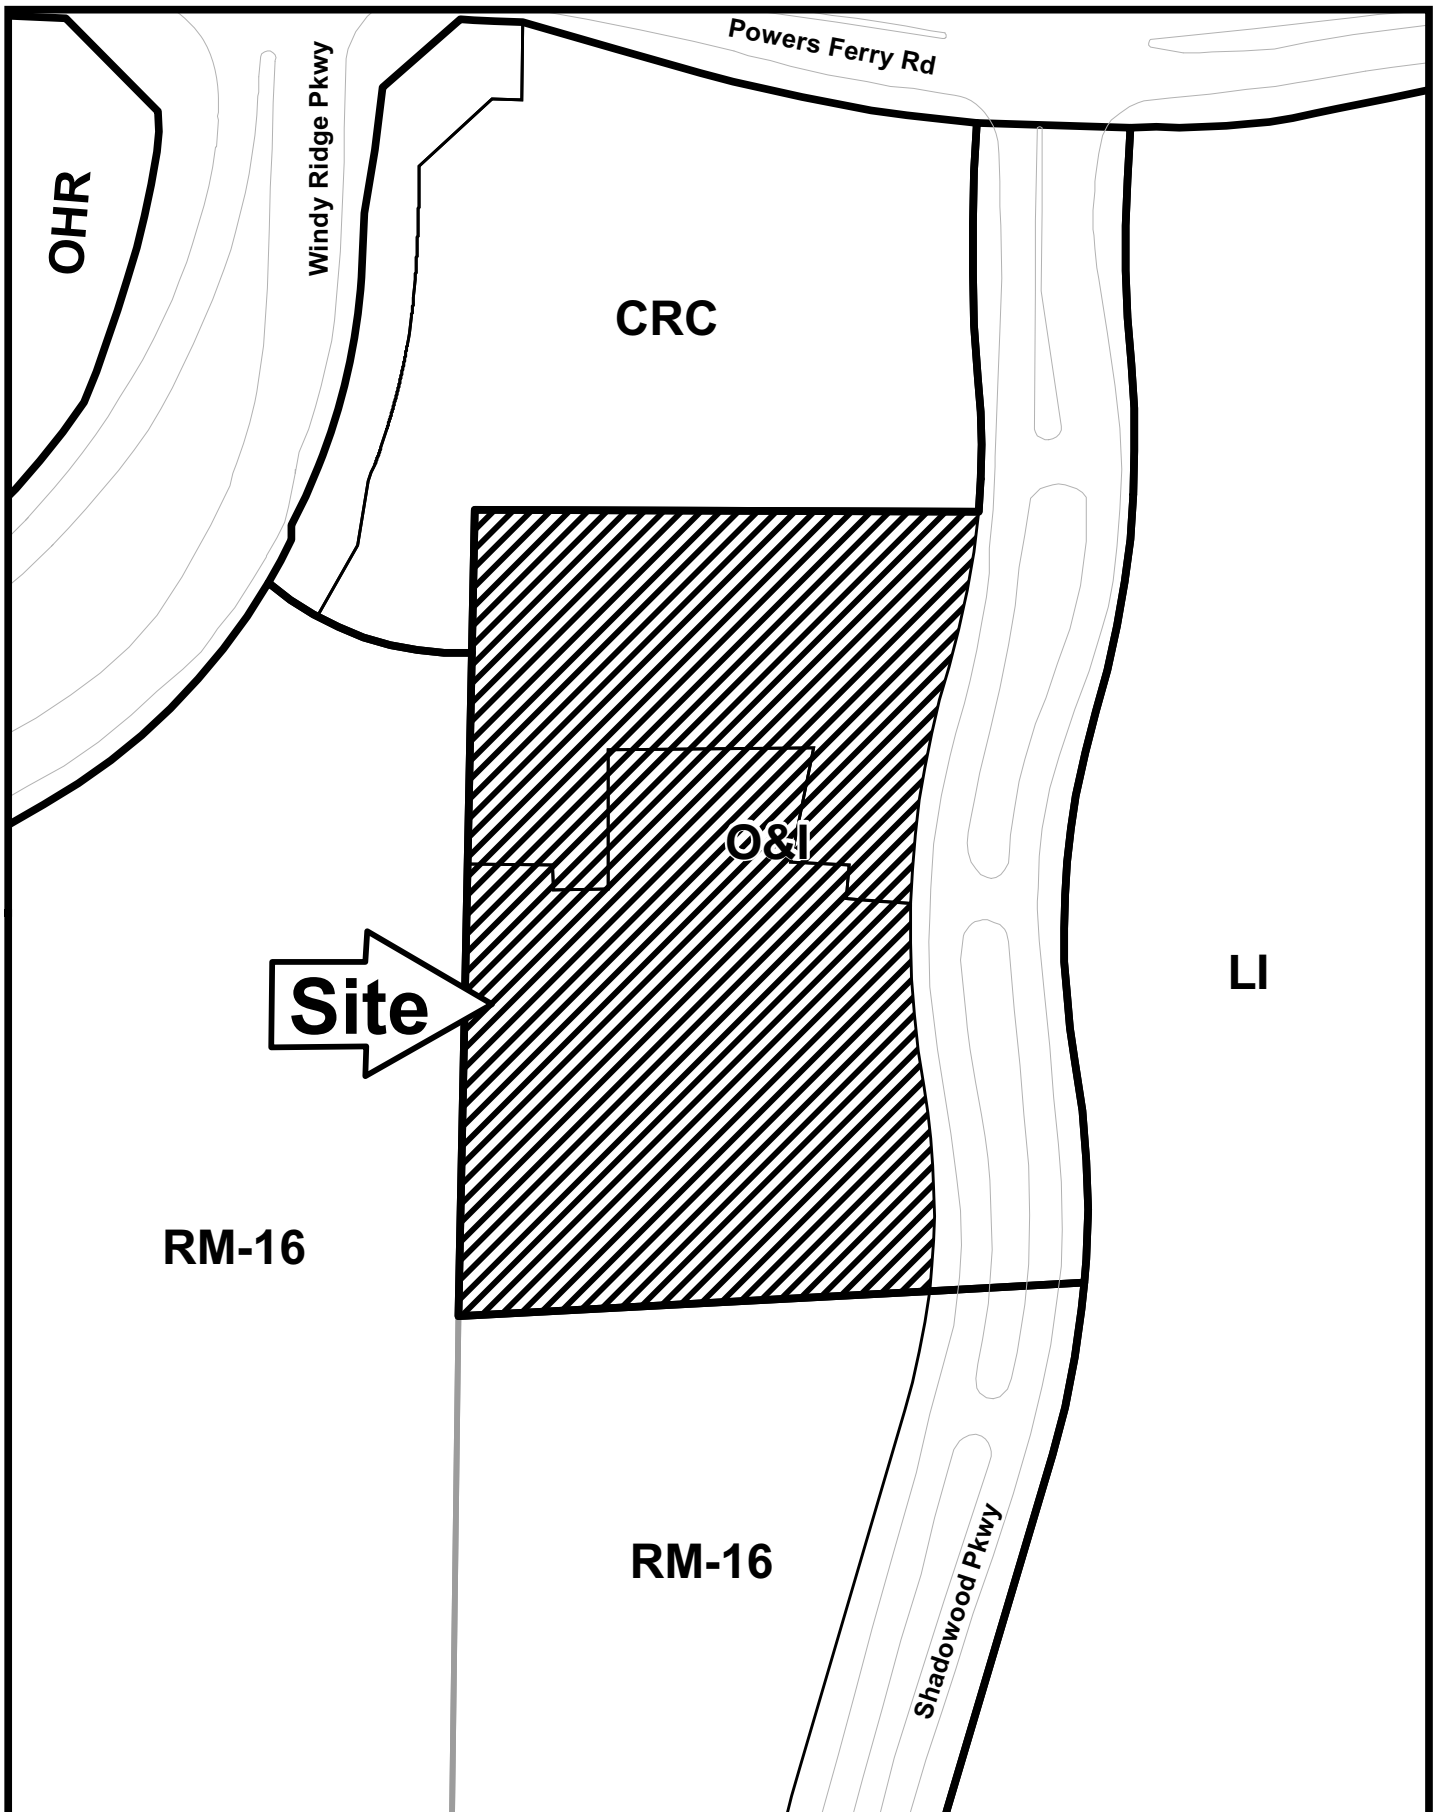 Powers Ferry Rd
Windy Ridge Pkwy
OHR
CRC
O&I
LI
Site
RM-16
RM-16
Shadowood Pkwy